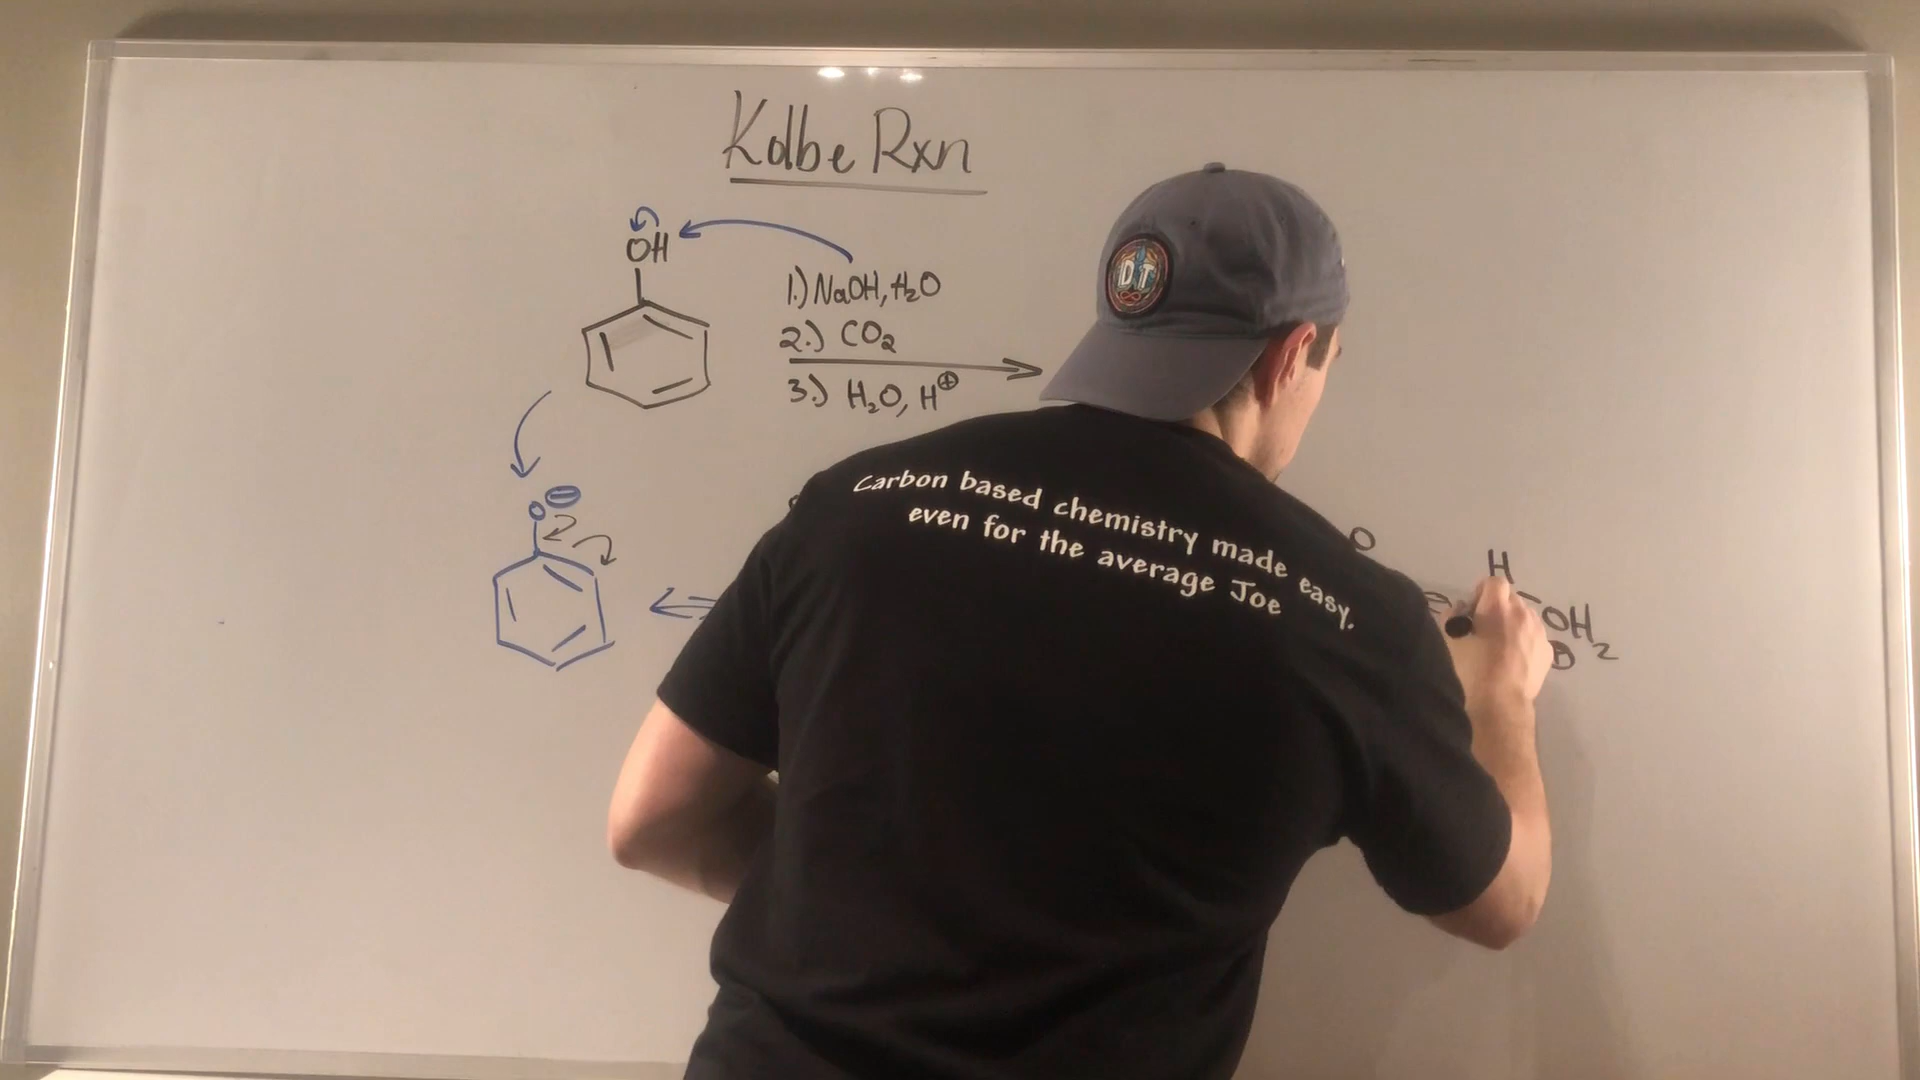 Kolbe Rxn
OH
1.) NaOH, H₂O
2.) CO₂
3.) H₂O, H⊕
DT
Carbon based chemistry made easy.
even for the average Joe
O⊖
O
H
OH₂